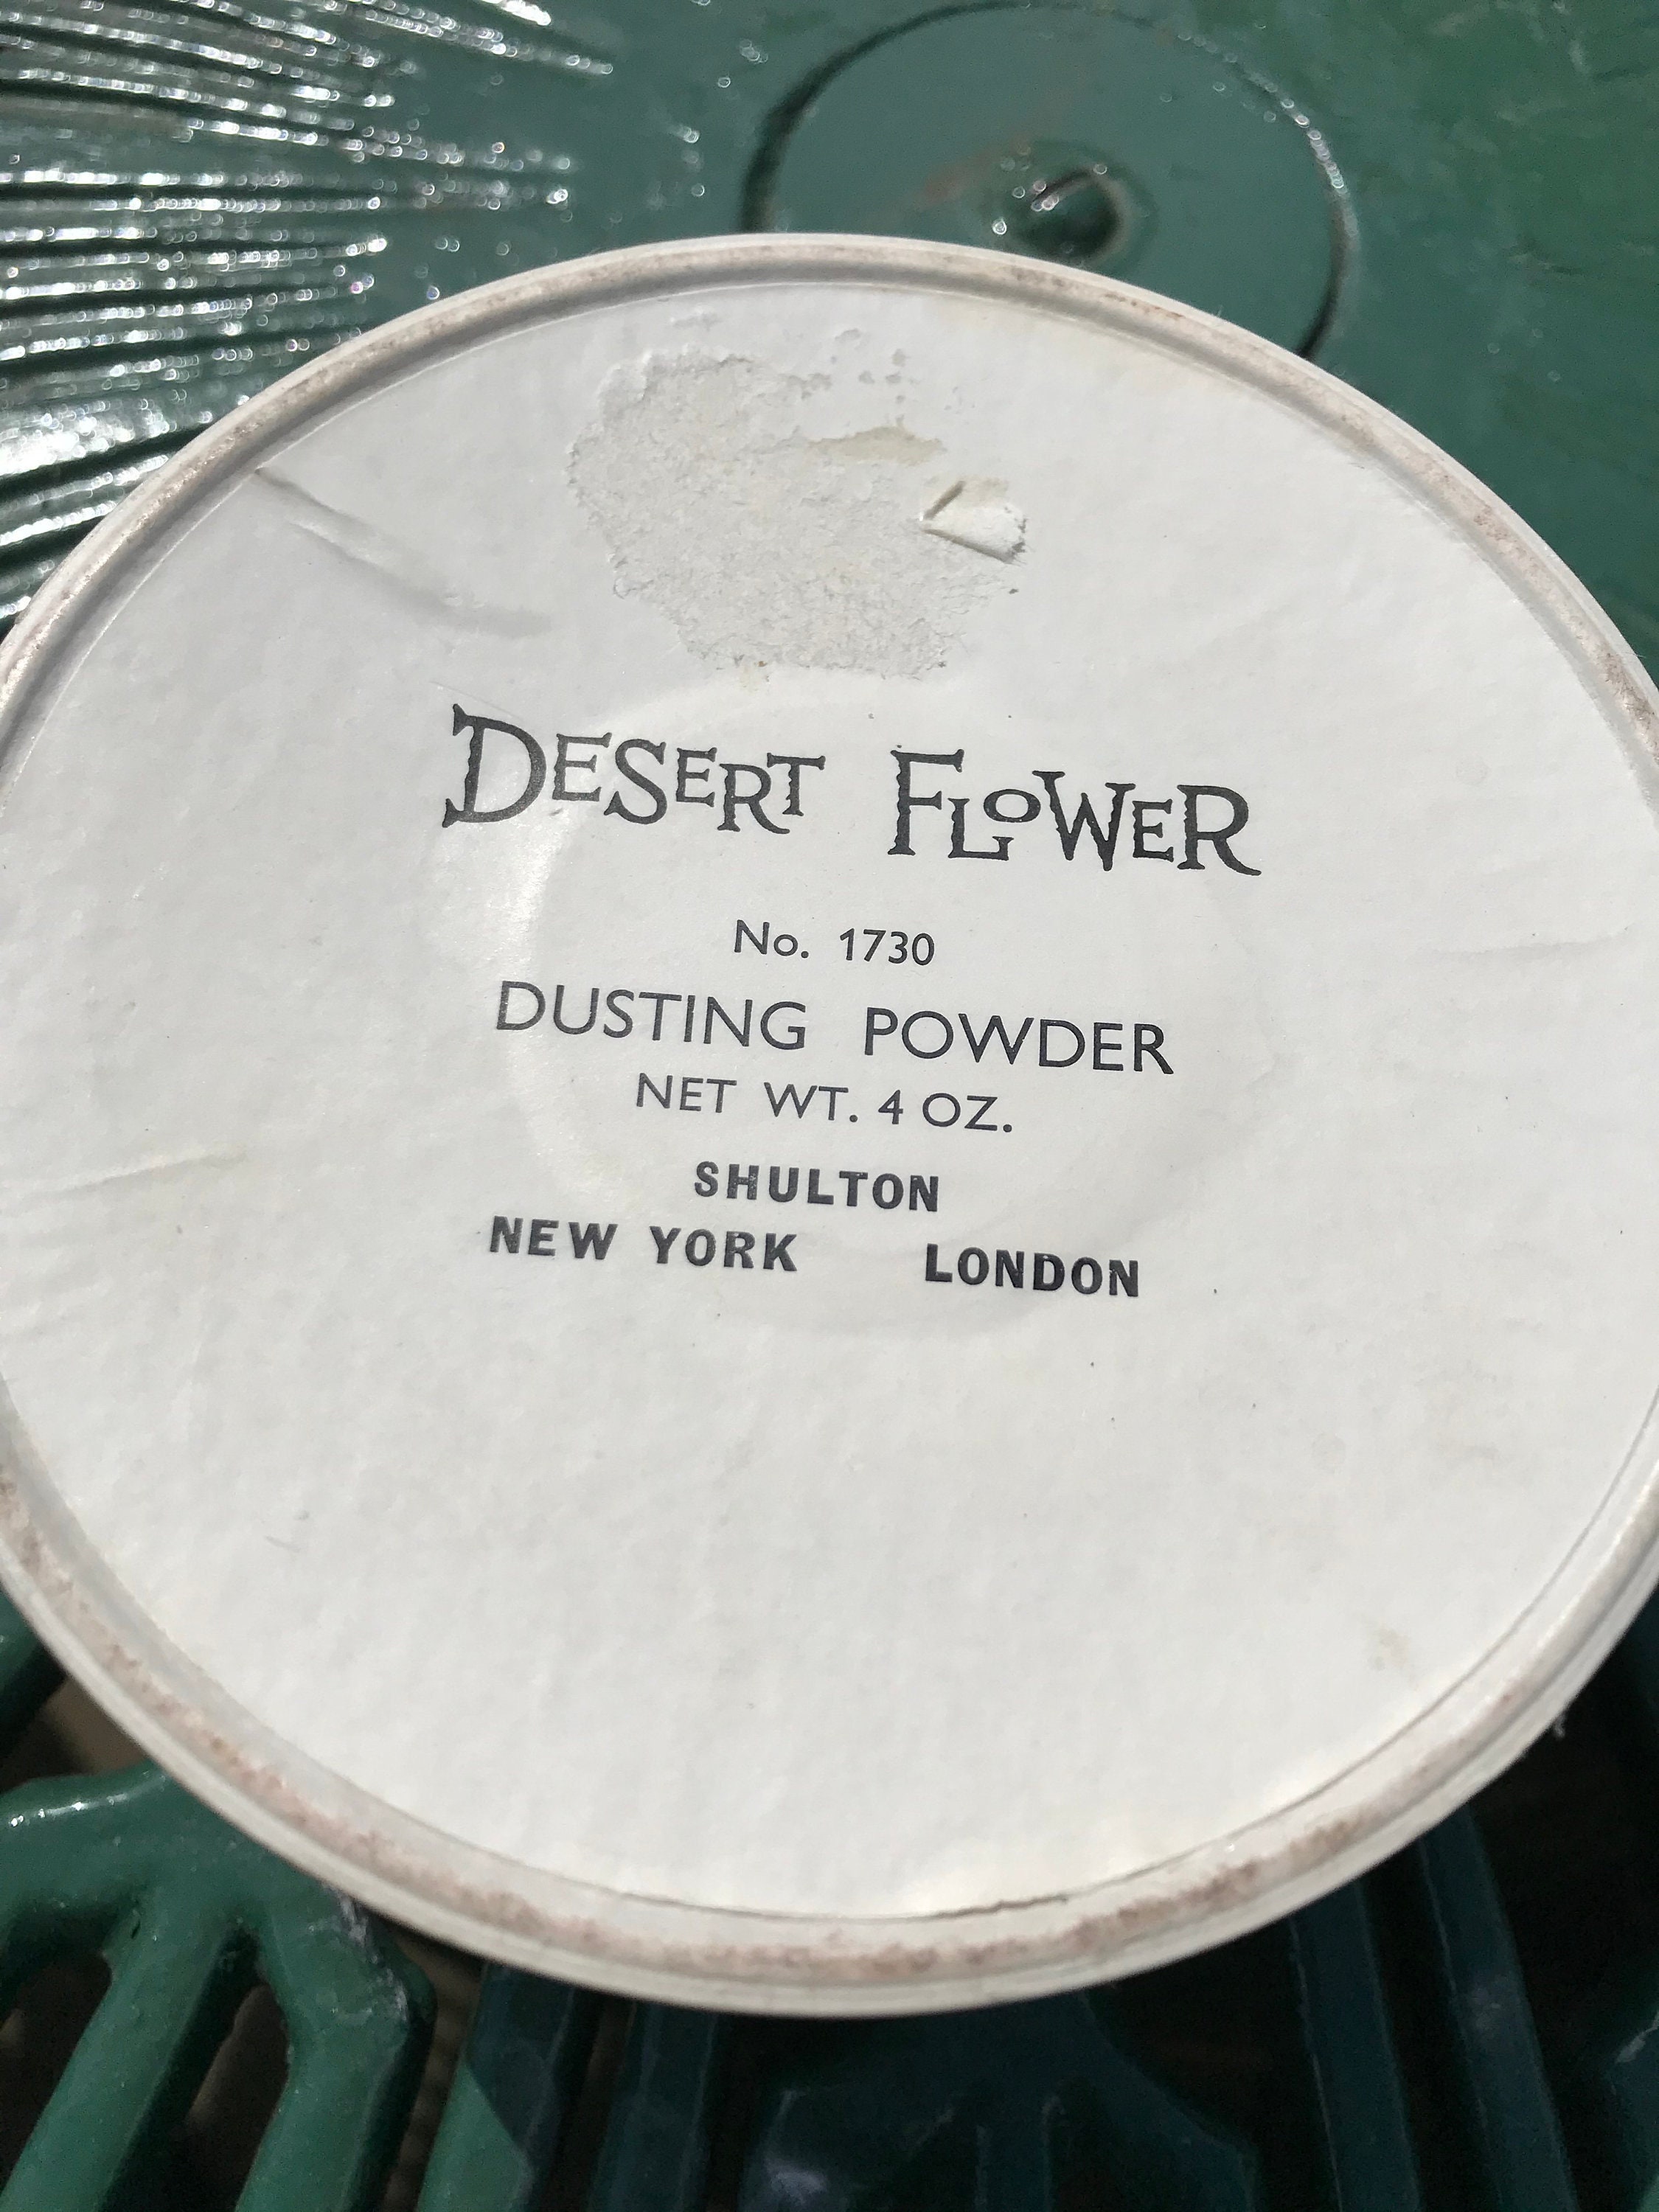 DESERT FLOWER
No. 1730
DUSTING POWDER
NET WT. 4 OZ.
SHULTON
NEW YORK LONDON